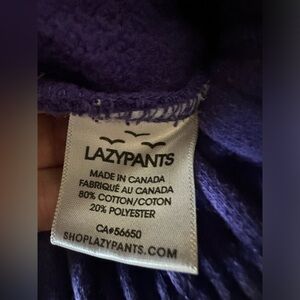 LAZYPANTS
MADE IN CANADA
FABRIQUÉ AU CANADA
80% COTTON/COTON
20% POLYESTER
CA#56650
SHOPLAZYPANTS.COM